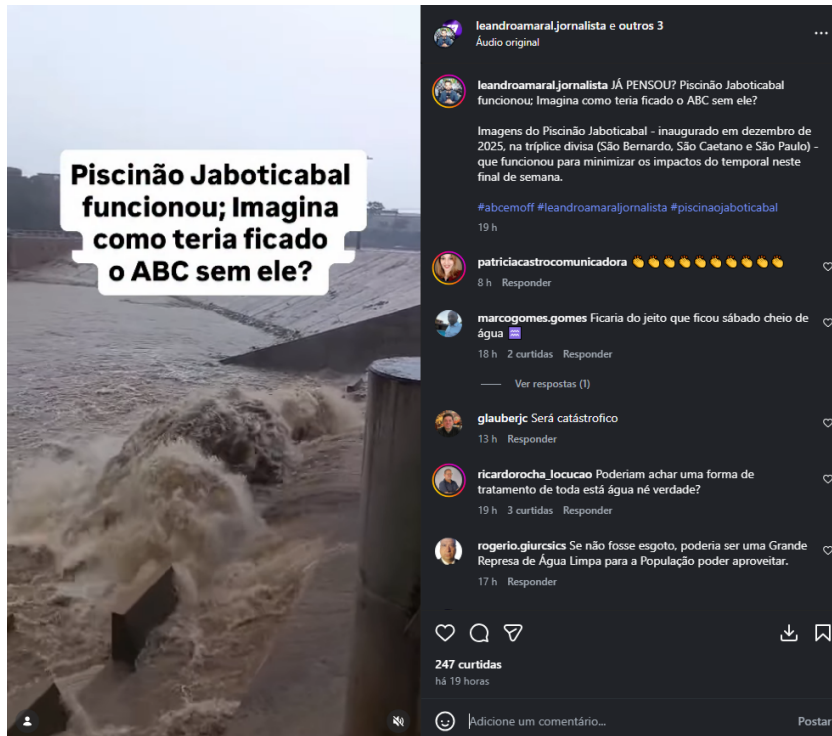 Piscinão Jaboticabal
funcionou; Imagina
como teria ficado
o ABC sem ele?
leandroamaral.jornalista e outros 3
Áudio original
leandroamaral.jornalista JÁ PENSOU? Piscinão Jaboticabal
funcionou; Imagina como teria ficado o ABC sem ele?
Imagens do Piscinão Jaboticabal - inaugurado em dezembro de
2025, na tríplice divisa (São Bernardo, São Caetano e São Paulo) -
que funcionou para minimizar os impactos do temporal neste
final de semana.
#abcemoff #leandroamaraljornalista #piscinaojaboticabal
19 h
patriciacastrocomunicadora 👏👏👏👏👏👏👏👏👏👏
8 h Responder
marcogomes.gomes Ficaria do jeito que ficou sábado cheio de
água ♒
18 h 2 curtidas Responder
Ver respostas (1)
glauberjc Será catástrofico
13 h Responder
ricardorocha_locucao Poderiam achar uma forma de
tratamento de toda está água né verdade?
19 h 3 curtidas Responder
rogerio.giurcsics Se não fosse esgoto, poderia ser uma Grande
Represa de Água Limpa para a População poder aproveitar.
17 h Responder
247 curtidas
há 19 horas
Adicione um comentário...
Postar